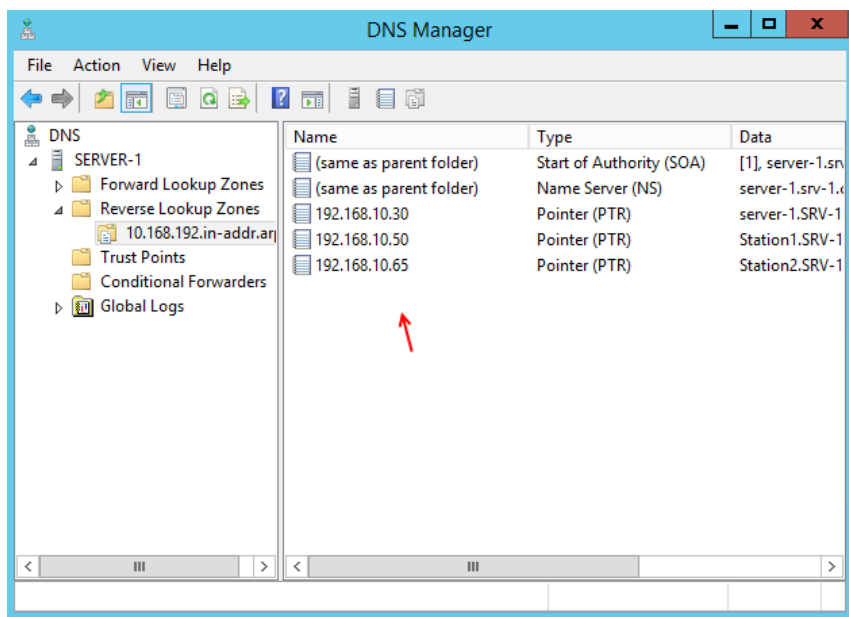 DNS Manager
File Action View Help
DNS
SERVER-1
Forward Lookup Zones
Reverse Lookup Zones
10.168.192.in-addr.arp
Trust Points
Conditional Forwarders
Global Logs
Name Type Data
(same as parent folder) Start of Authority (SOA) [1], server-1.srv
(same as parent folder) Name Server (NS) server-1.srv-1.
192.168.10.30 Pointer (PTR) server-1.SRV-1
192.168.10.50 Pointer (PTR) Station1.SRV-1
192.168.10.65 Pointer (PTR) Station2.SRV-1